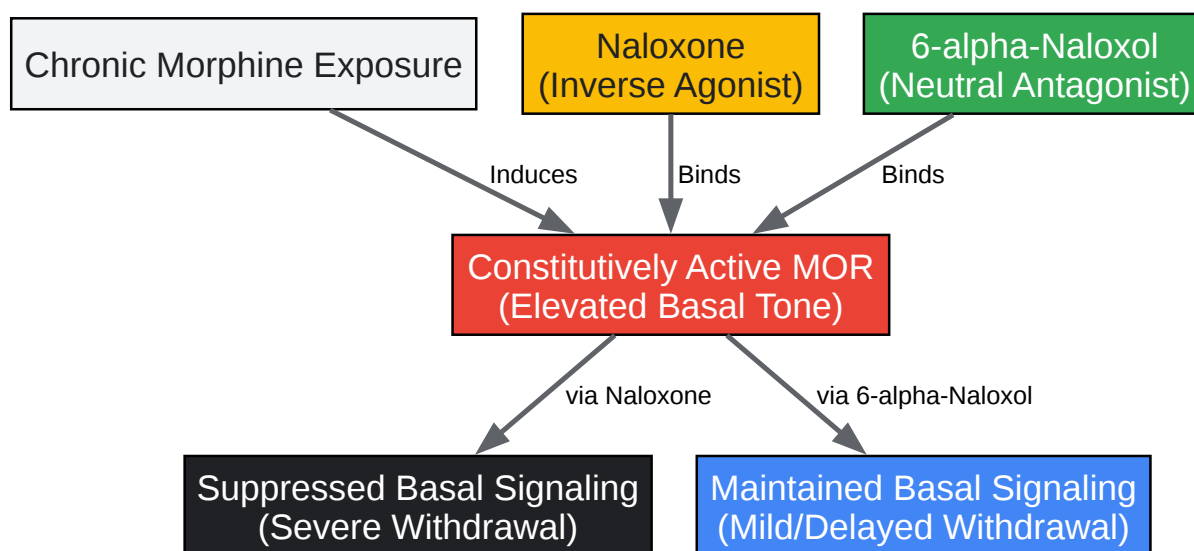 Chronic Morphine Exposure
Naloxone
(Inverse Agonist)
6-alpha-Naloxol
(Neutral Antagonist)
Induces
Binds
Binds
Constitutively Active MOR
(Elevated Basal Tone)
via Naloxone
via 6-alpha-Naloxol
Suppressed Basal Signaling
(Severe Withdrawal)
Maintained Basal Signaling
(Mild/Delayed Withdrawal)